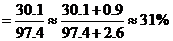 = 30.1/97.4 ≈ (30.1+0.9)/(97.4+2.6) ≈ 31%